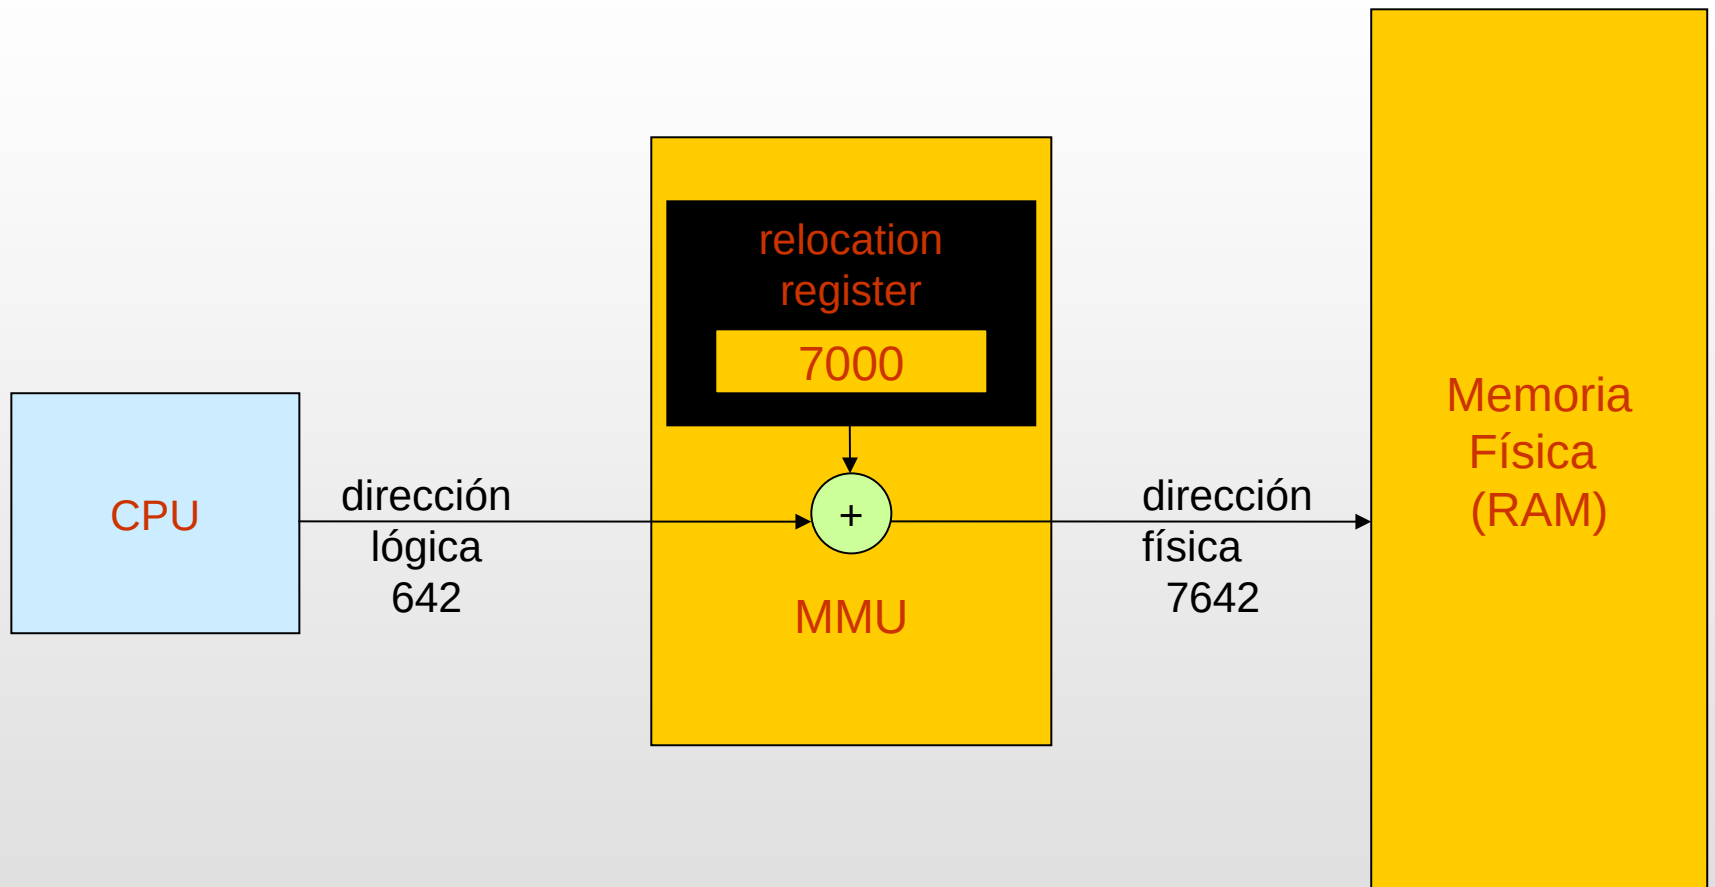 relocation
register
7000
CPU
dirección
lógica
642
+
MMU
dirección
física
7642
Memoria
Física
(RAM)